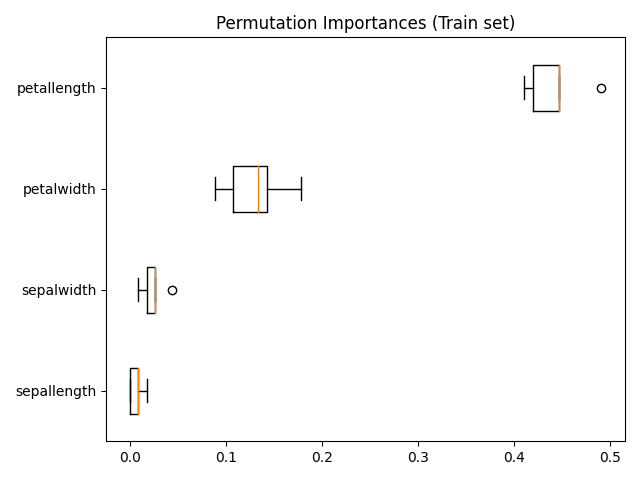 Permutation Importances (Train set)
petallength
petalwidth
sepalwidth
sepallength
0.0 0.1 0.2 0.3 0.4 0.5